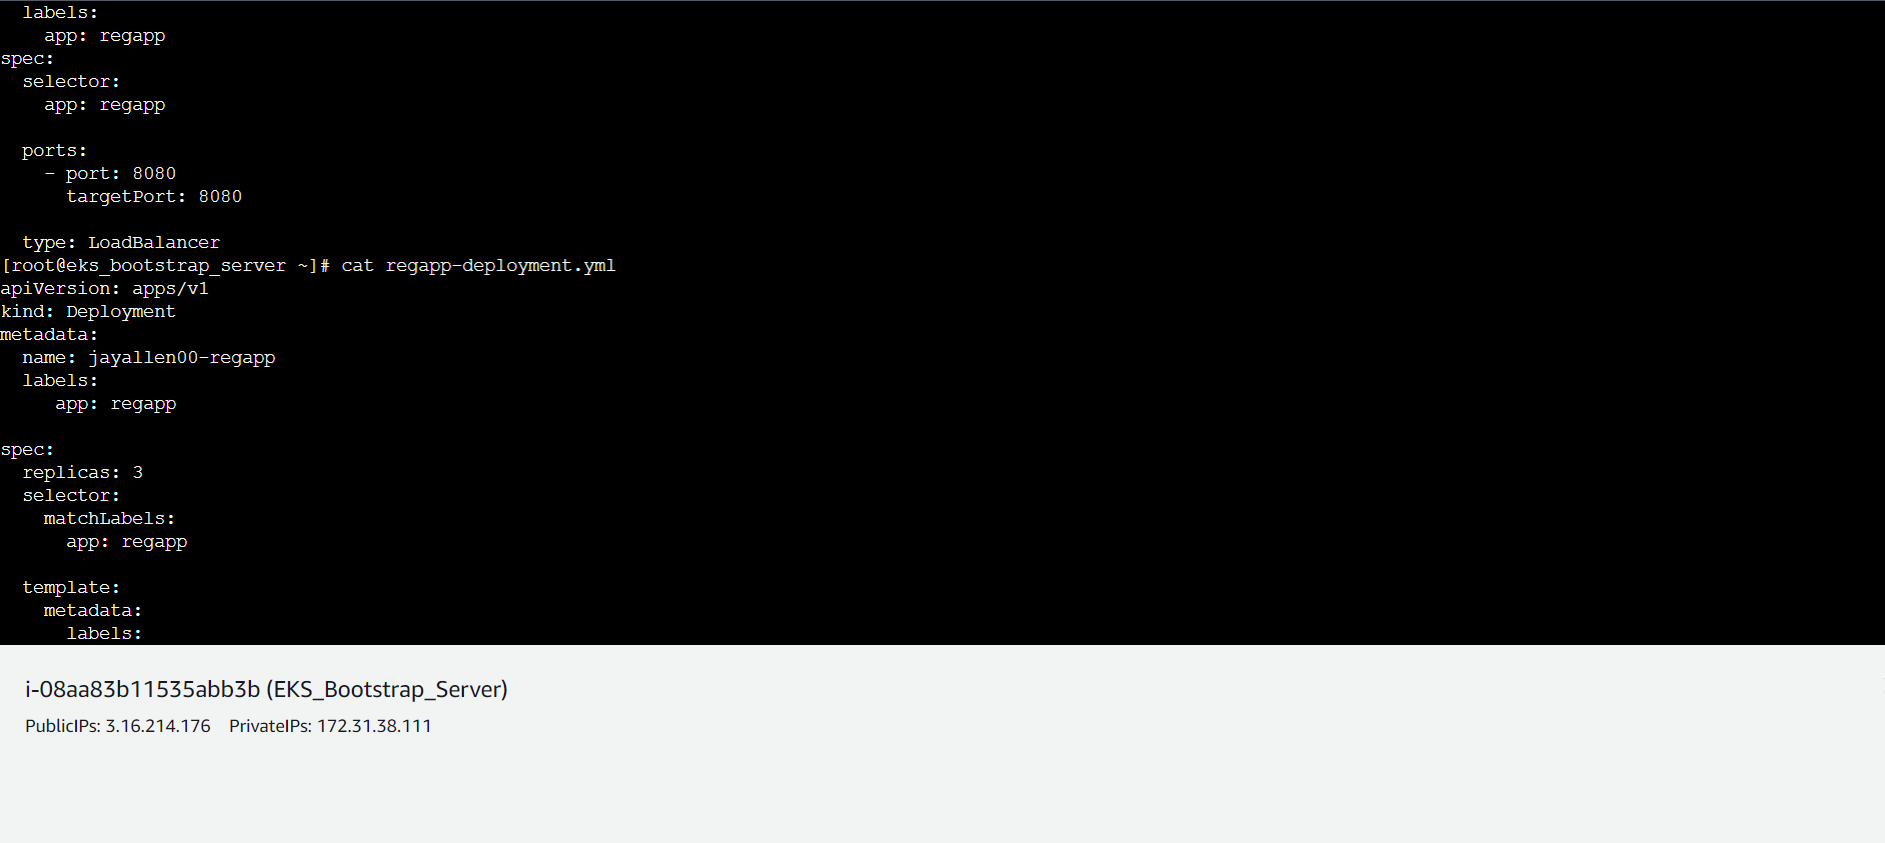 labels:
app: regapp
spec:
selector:
app: regapp
ports:
- port: 8080
targetPort: 8080
type: LoadBalancer
[root@eks_bootstrap_server ~]# cat regapp-deployment.yml
apiVersion: apps/v1
kind: Deployment
metadata:
name: jayallen00-regapp
labels:
app: regapp
spec:
replicas: 3
selector:
matchLabels:
app: regapp
template:
metadata:
labels:
i-08aa83b11535abb3b (EKS_Bootstrap_Server)
PublicIPs: 3.16.214.176 PrivateIPs: 172.31.38.111